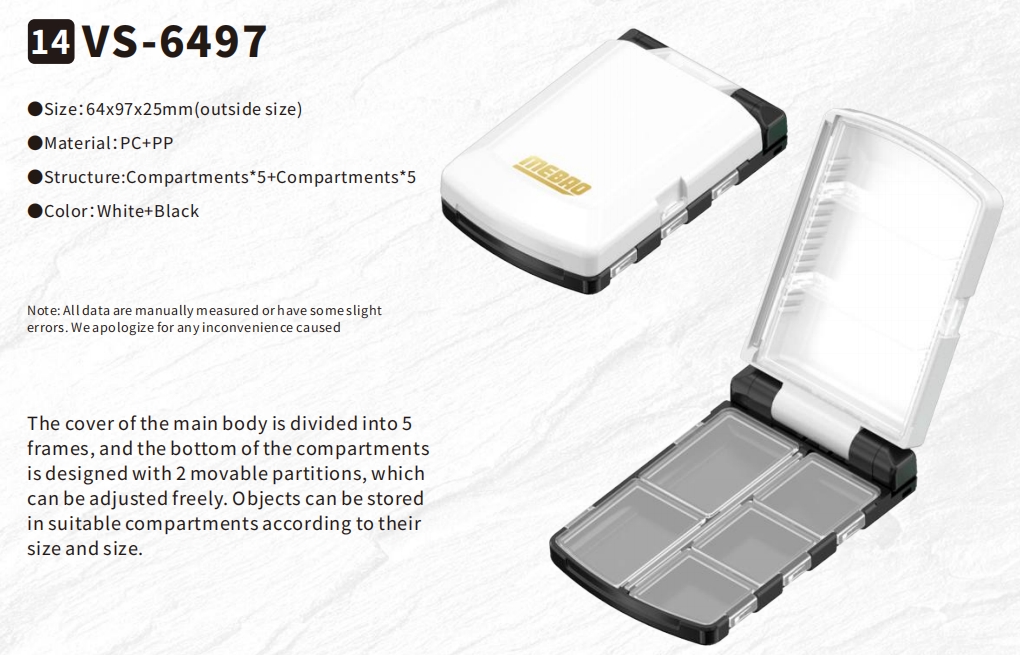 14 VS-6497
●Size:64x97x25mm(outside size)
●Material:PC+PP
●Structure:Compartments*5+Compartments*5
●Color:White+Black
Note: All data are manually measured or have some slight
errors. We apologize for any inconvenience caused
The cover of the main body is divided into 5
frames, and the bottom of the compartments
is designed with 2 movable partitions, which
can be adjusted freely. Objects can be stored
in suitable compartments according to their
size and size.
MEBAO